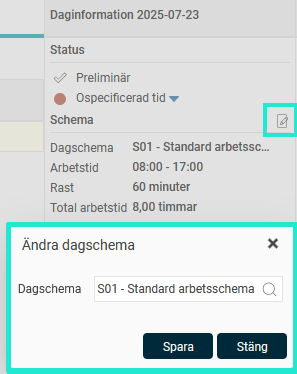 Daginformation 2025-07-23
Status
Preliminär
Ospecificerad tid
Schema
Dagschema S01 - Standard arbetssc...
Arbetstid 08:00 - 17:00
Rast 60 minuter
Total arbetstid 8,00 timmar
Ändra dagschema
Dagschema S01 - Standard arbetsschema
Spara Stäng